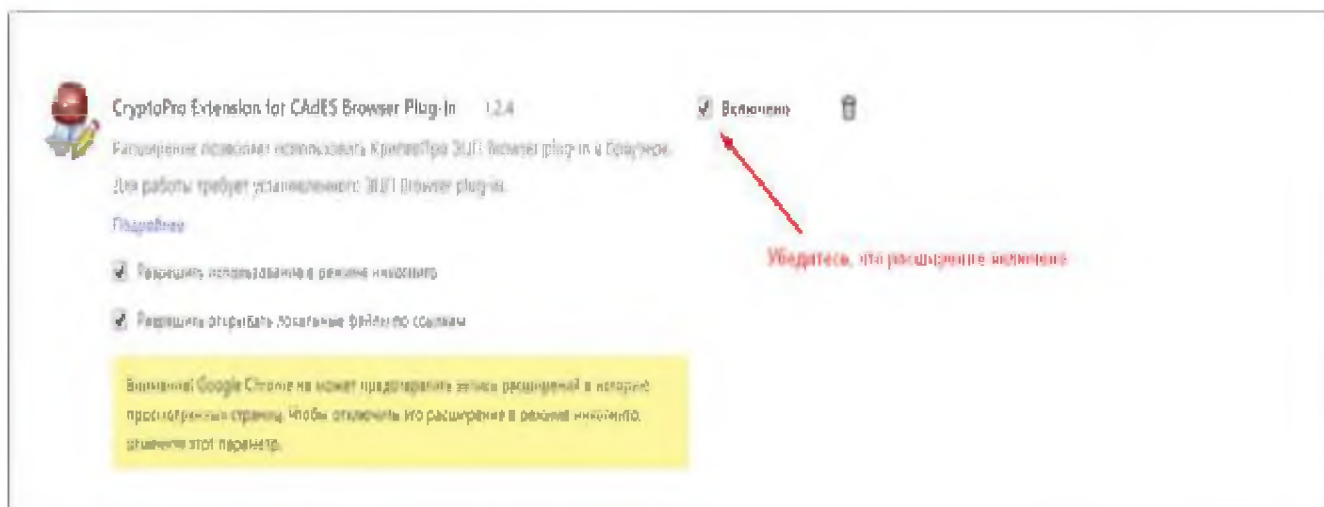 CryptoPro Extension for CAdES Browser Plug-In 1.2.4
Включено
Расширение позволяет использовать КриптоПро ЭЦП Browser plug-in в браузере.
Для работы требует установленного ЭЦП Browser plug-in.
Подробнее
Убедитесь, что расширение включено
Разрешить использование в режиме инкогнито
Разрешить открывать локальные файлы по ссылкам
Внимание! Google Chrome не может предотвратить запись расширений в историю
просмотренных страниц. Чтобы отключить это расширение в режиме инкогнито,
отмените этот параметр.